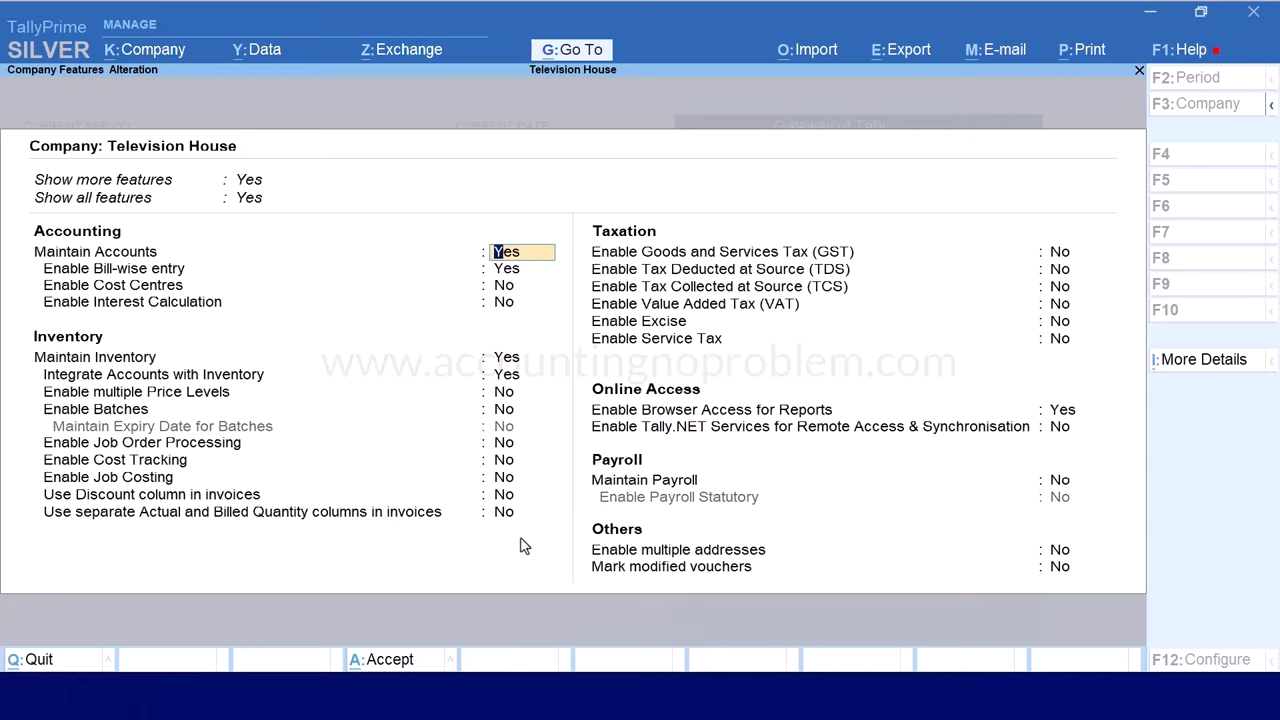 TallyPrime
MANAGE
SILVER
K:Company
Y:Data
Z:Exchange
G:Go To
O:Import
E:Export
M:E-mail
P:Print
F1:Help
Company Features Alteration
Television House
F2:Period
F3:Company
CURRENT PERIOD
CURRENT DATE
Gateway of Tally
Company: Television House
Show more features : Yes
Show all features : Yes
Accounting
Maintain Accounts : Yes
Enable Bill-wise entry : Yes
Enable Cost Centres : No
Enable Interest Calculation : No
Inventory
Maintain Inventory : Yes
Integrate Accounts with Inventory : Yes
Enable multiple Price Levels : No
Enable Batches : No
Maintain Expiry Date for Batches : No
Enable Job Order Processing : No
Enable Cost Tracking : No
Enable Job Costing : No
Use Discount column in invoices : No
Use separate Actual and Billed Quantity columns in invoices : No
Taxation
Enable Goods and Services Tax (GST) : No
Enable Tax Deducted at Source (TDS) : No
Enable Tax Collected at Source (TCS) : No
Enable Value Added Tax (VAT) : No
Enable Excise : No
Enable Service Tax : No
Online Access
Enable Browser Access for Reports : Yes
Enable Tally.NET Services for Remote Access & Synchronisation : No
Payroll
Maintain Payroll : No
Enable Payroll Statutory : No
Others
Enable multiple addresses : No
Mark modified vouchers : No
www.accountingnoproblem.com
F4
F5
F6
F7
F8
F9
F10
I:More Details
Q:Quit
A:Accept
F12:Configure